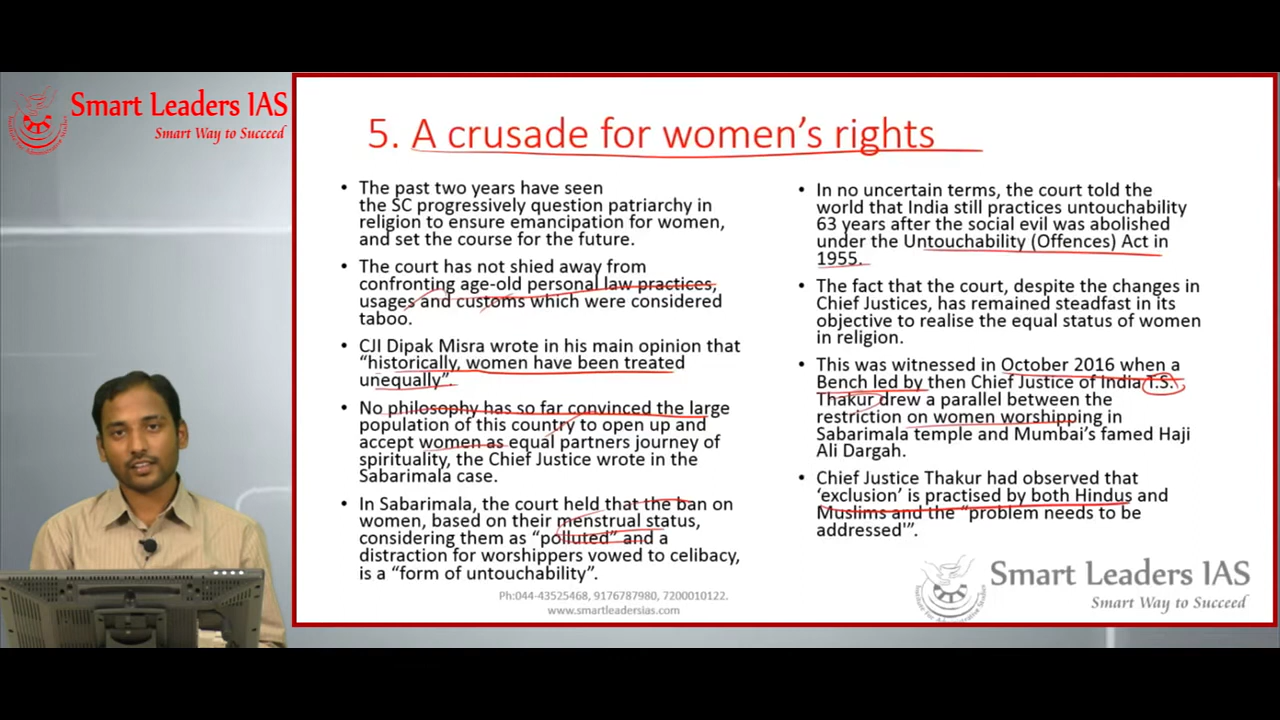 Smart Leaders IAS
Smart Way to Succeed
5. A crusade for women's rights
• The past two years have seen
the SC progressively question patriarchy in
religion to ensure emancipation for women,
and set the course for the future.
• The court has not shied away from
confronting age-old personal law practices,
usages and customs which were considered
taboo.
• CJI Dipak Misra wrote in his main opinion that
“historically, women have been treated
unequally”.
• No philosophy has so far convinced the large
population of this country to open up and
accept women as equal partners journey of
spirituality, the Chief Justice wrote in the
Sabarimala case.
• In Sabarimala, the court held that the ban on
women, based on their menstrual status,
considering them as “polluted” and a
distraction for worshippers vowed to celibacy,
is a “form of untouchability”.
• In no uncertain terms, the court told the
world that India still practices untouchability
63 years after the social evil was abolished
under the Untouchability (Offences) Act in
1955.
• The fact that the court, despite the changes in
Chief Justices, has remained steadfast in its
objective to realise the equal status of women
in religion.
• This was witnessed in October 2016 when a
Bench led by then Chief Justice of India T.S.
Thakur drew a parallel between the
restriction on women worshipping in
Sabarimala temple and Mumbai's famed Haji
Ali Dargah.
• Chief Justice Thakur had observed that
‘exclusion’ is practised by both Hindus and
Muslims and the “problem needs to be
addressed'”.
Ph:044-43525468, 9176787980, 7200010122.
www.smartleadersias.com
Smart Leaders IAS
Smart Way to Succeed